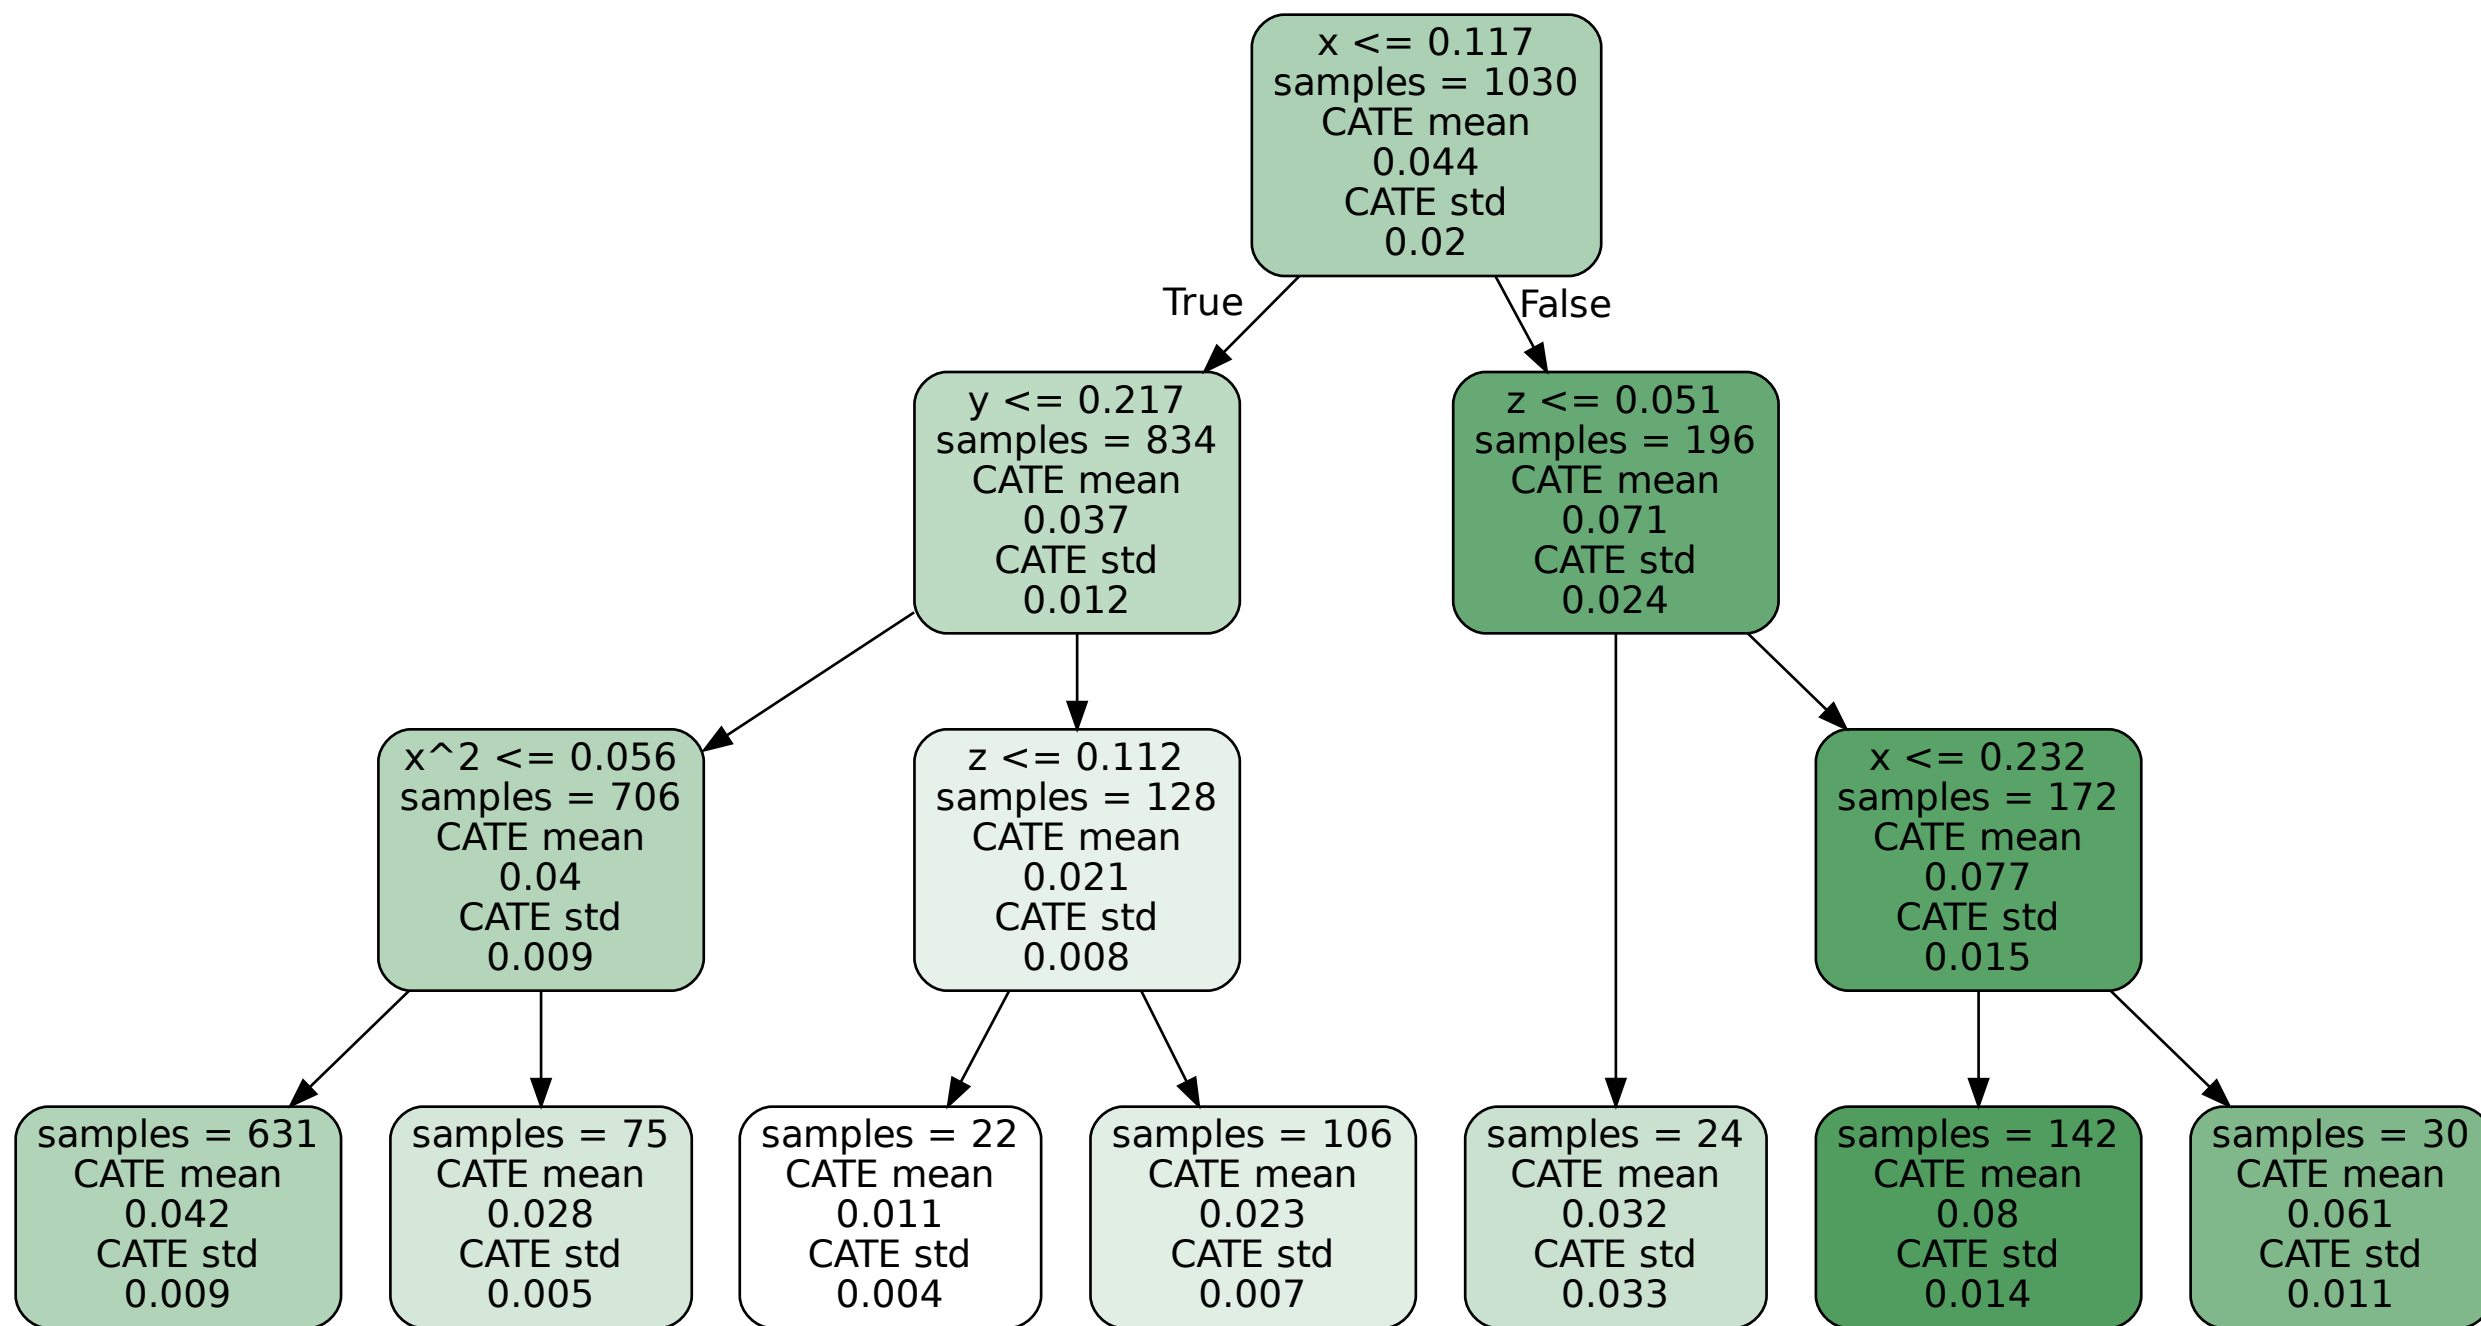 x <= 0.117
samples = 1030
CATE mean
0.044
CATE std
0.02
True
False
y <= 0.217
samples = 834
CATE mean
0.037
CATE std
0.012
z <= 0.051
samples = 196
CATE mean
0.071
CATE std
0.024
x^2 <= 0.056
samples = 706
CATE mean
0.04
CATE std
0.009
z <= 0.112
samples = 128
CATE mean
0.021
CATE std
0.008
x <= 0.232
samples = 172
CATE mean
0.077
CATE std
0.015
samples = 631
CATE mean
0.042
CATE std
0.009
samples = 75
CATE mean
0.028
CATE std
0.005
samples = 22
CATE mean
0.011
CATE std
0.004
samples = 106
CATE mean
0.023
CATE std
0.007
samples = 24
CATE mean
0.032
CATE std
0.033
samples = 142
CATE mean
0.08
CATE std
0.014
samples = 30
CATE mean
0.061
CATE std
0.011